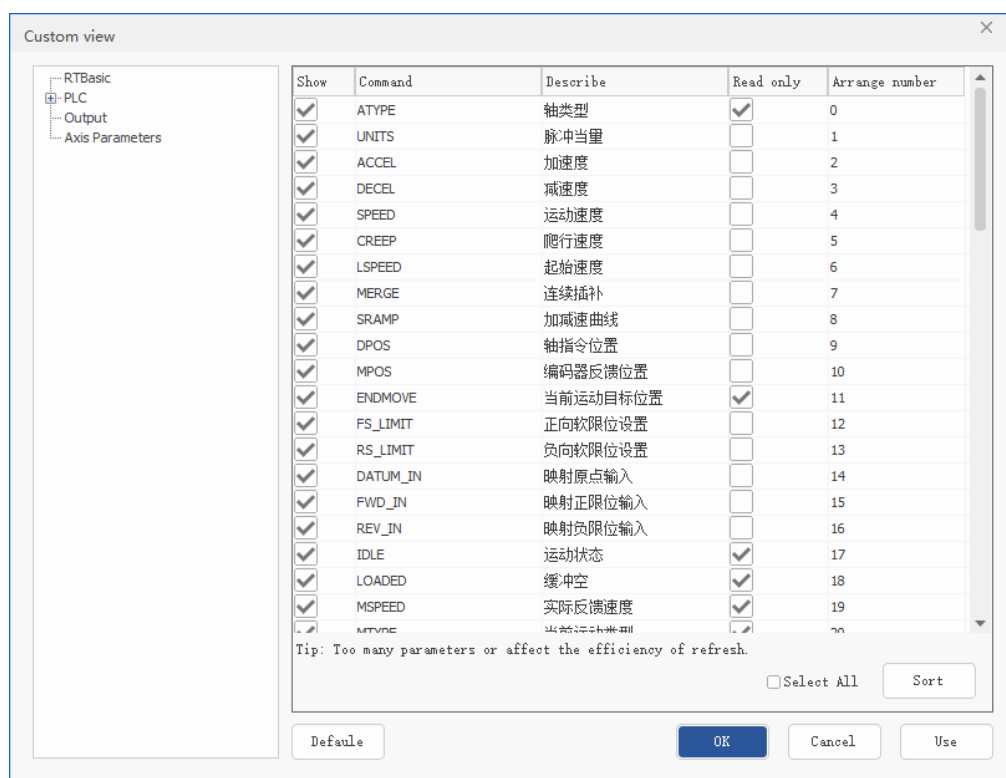 Custom view
RTBasic
PLC
Output
Axis Parameters
Show Command Describe Read only Arrange number
ATYPE 轴类型 0
UNITS 脉冲当量 1
ACCEL 加速度 2
DECEL 减速度 3
SPEED 运动速度 4
CREEP 爬行速度 5
LSPEED 起始速度 6
MERGE 连续插补 7
SRAMP 加减速曲线 8
DPOS 轴指令位置 9
MPOS 编码器反馈位置 10
ENDMOVE 当前运动目标位置 11
FS_LIMIT 正向软限位设置 12
RS_LIMIT 负向软限位设置 13
DATUM_IN 映射原点输入 14
FWD_IN 映射正限位输入 15
REV_IN 映射负限位输入 16
IDLE 运动状态 17
LOADED 缓冲空 18
MSPEED 实际反馈速度 19
MTYPE 当前运动类型 20
Tip: Too many parameters or affect the efficiency of refresh.
Select All Sort
Defaule OK Cancel Use